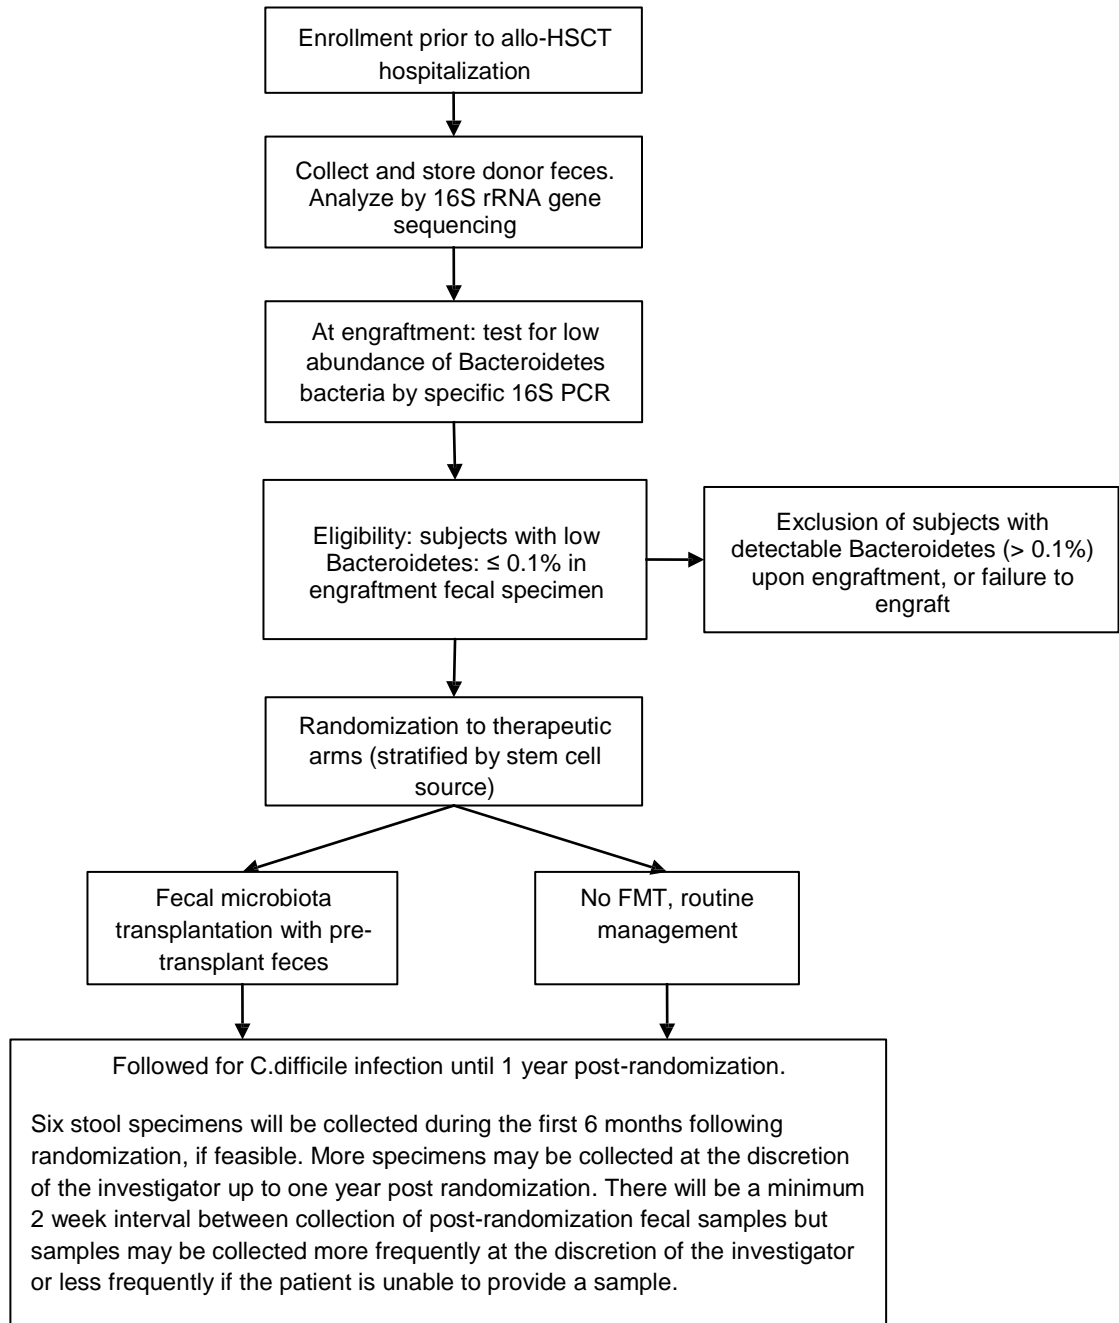 Enrollment prior to allo-HSCT
hospitalization
Collect and store donor feces.
Analyze by 16S rRNA gene
sequencing
At engraftment: test for low
abundance of Bacteroidetes
bacteria by specific 16S PCR
Eligibility: subjects with low
Bacteroidetes: ≤ 0.1% in
engraftment fecal specimen
Exclusion of subjects with
detectable Bacteroidetes (> 0.1%)
upon engraftment, or failure to
engraft
Randomization to therapeutic
arms (stratified by stem cell
source)
Fecal microbiota
transplantation with pre-
transplant feces
No FMT, routine
management
Followed for C.difficile infection until 1 year post-randomization.
Six stool specimens will be collected during the first 6 months following
randomization, if feasible. More specimens may be collected at the discretion
of the investigator up to one year post randomization. There will be a minimum
2 week interval between collection of post-randomization fecal samples but
samples may be collected more frequently at the discretion of the investigator
or less frequently if the patient is unable to provide a sample.